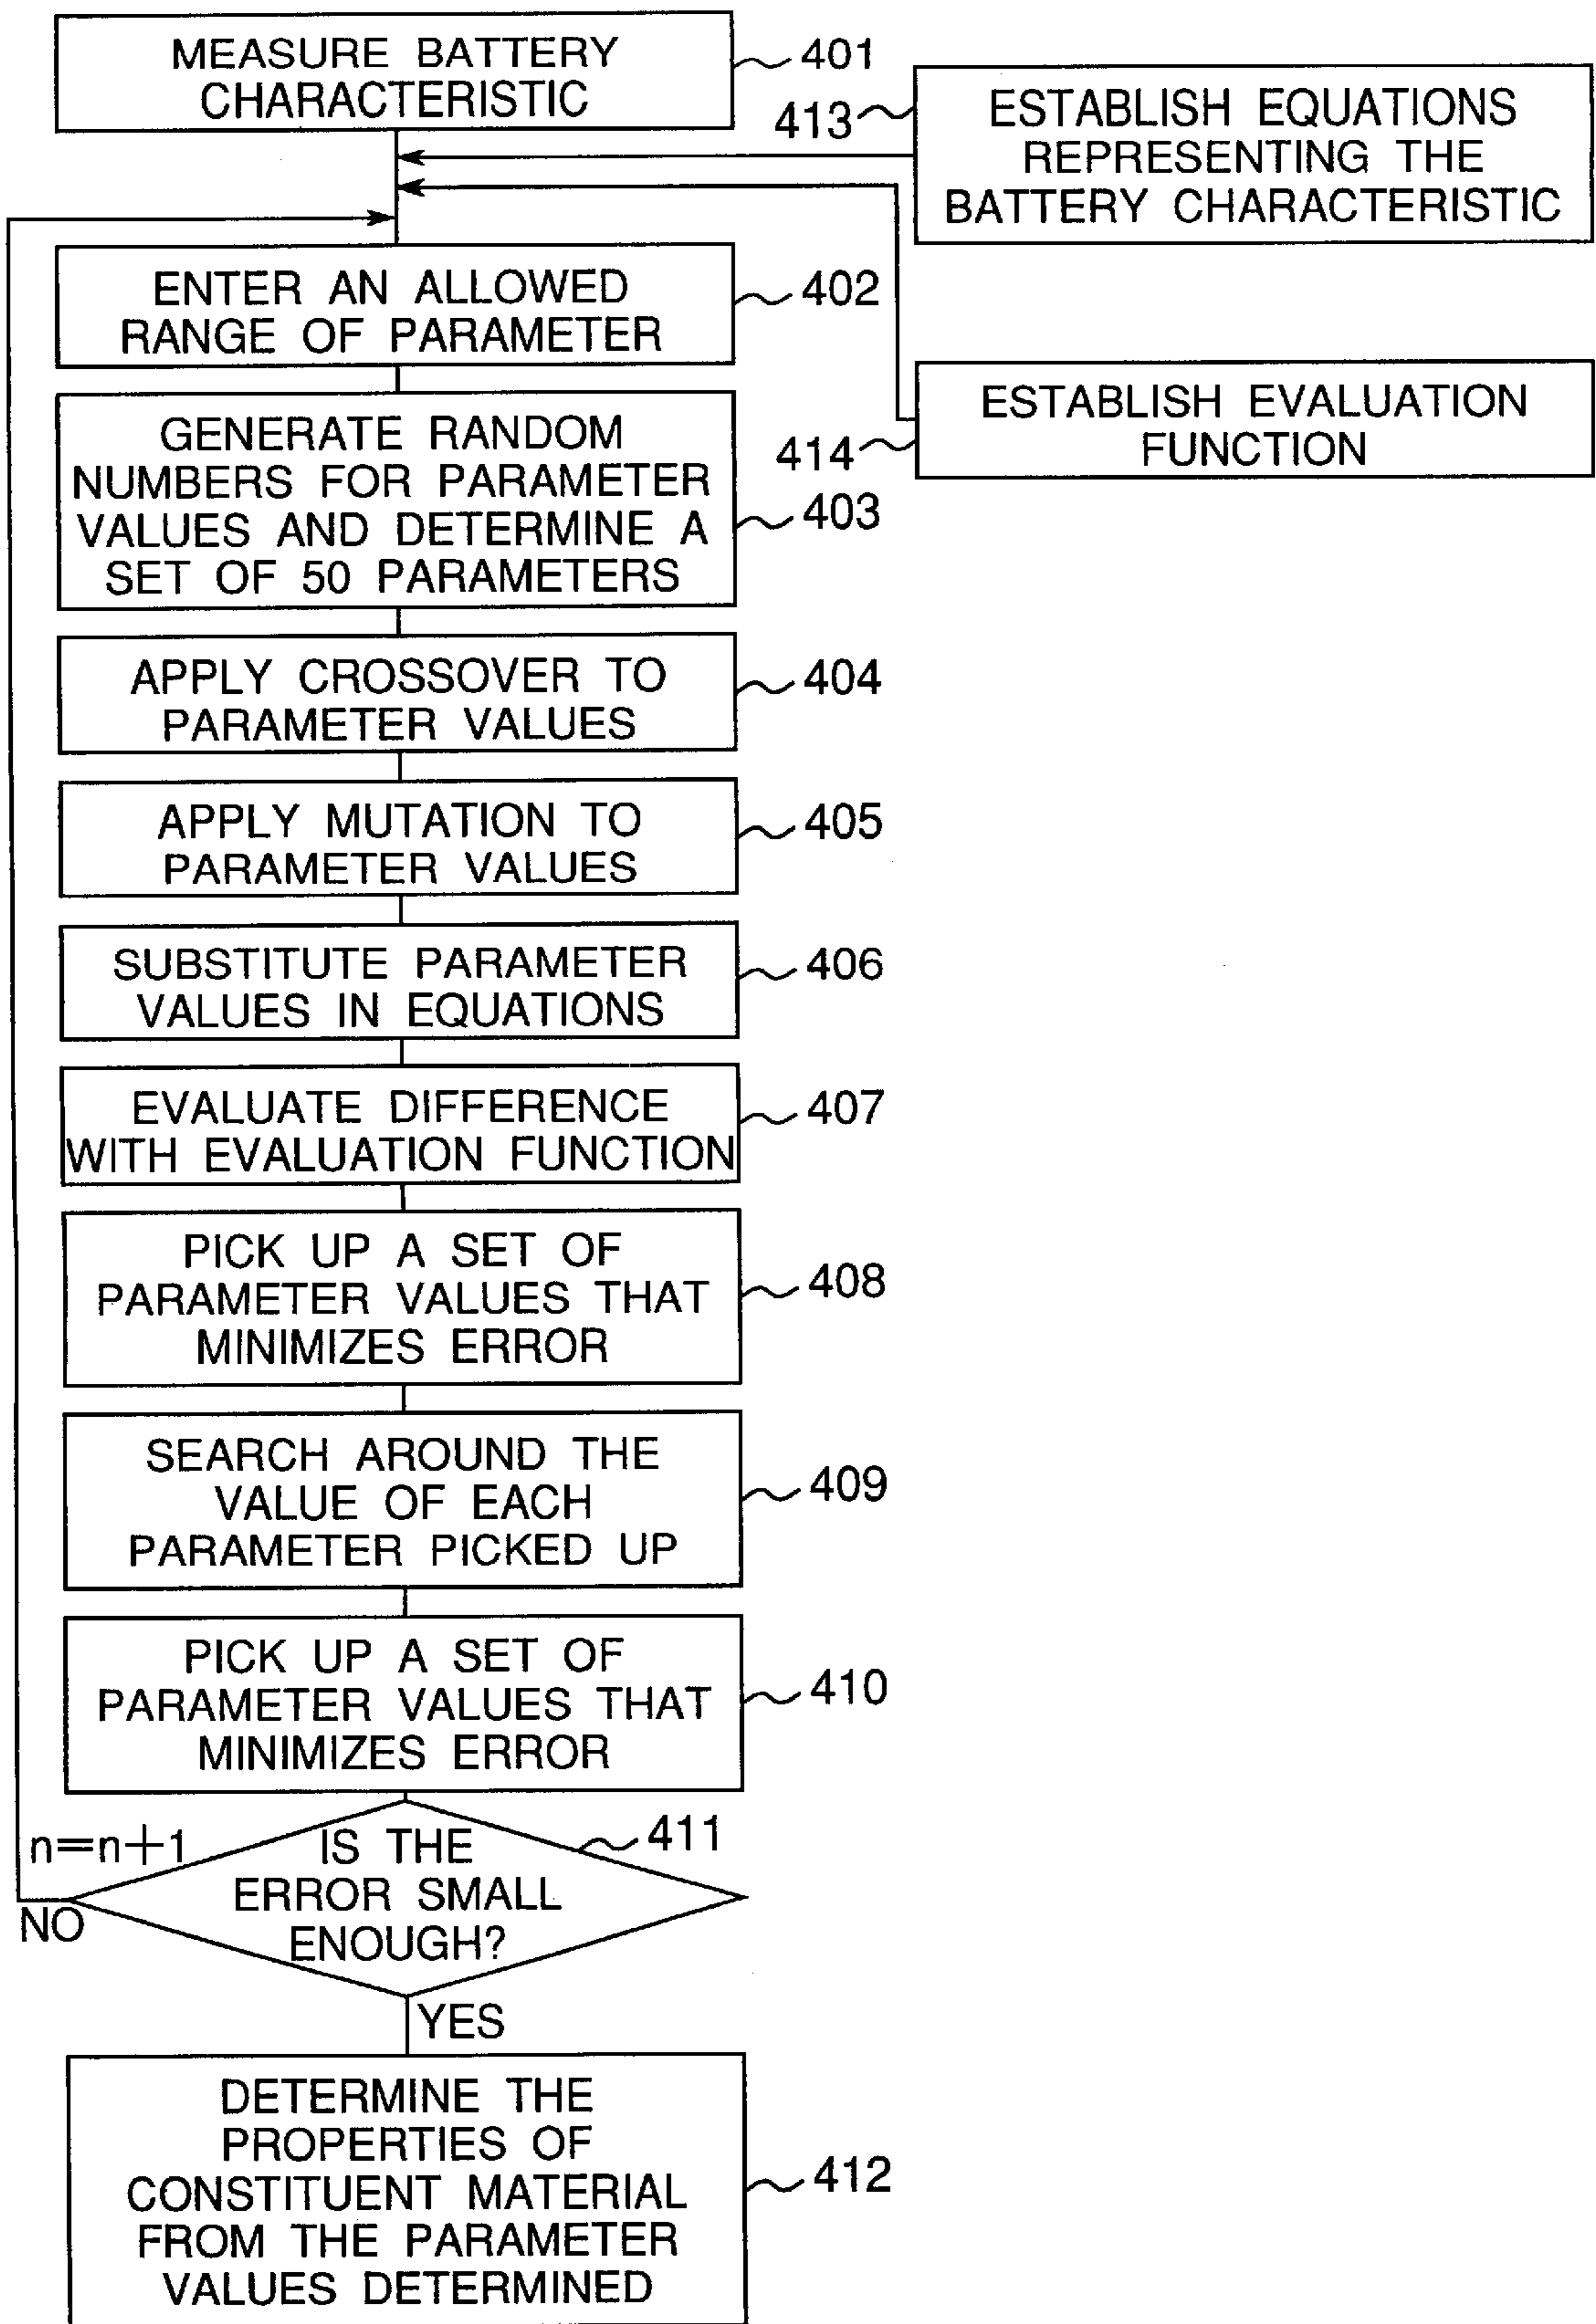 MEASURE BATTERY
CHARACTERISTIC
401
413
ESTABLISH EQUATIONS
REPRESENTING THE
BATTERY CHARACTERISTIC
ENTER AN ALLOWED
RANGE OF PARAMETER
402
414
ESTABLISH EVALUATION
FUNCTION
GENERATE RANDOM
NUMBERS FOR PARAMETER
VALUES AND DETERMINE A
SET OF 50 PARAMETERS
403
APPLY CROSSOVER TO
PARAMETER VALUES
404
APPLY MUTATION TO
PARAMETER VALUES
405
SUBSTITUTE PARAMETER
VALUES IN EQUATIONS
406
EVALUATE DIFFERENCE
WITH EVALUATION FUNCTION
407
PICK UP A SET OF
PARAMETER VALUES THAT
MINIMIZES ERROR
408
SEARCH AROUND THE
VALUE OF EACH
PARAMETER PICKED UP
409
PICK UP A SET OF
PARAMETER VALUES THAT
MINIMIZES ERROR
410
n=n+1
IS THE
ERROR SMALL
ENOUGH?
411
NO
YES
DETERMINE THE
PROPERTIES OF
CONSTITUENT MATERIAL
FROM THE PARAMETER
VALUES DETERMINED
412